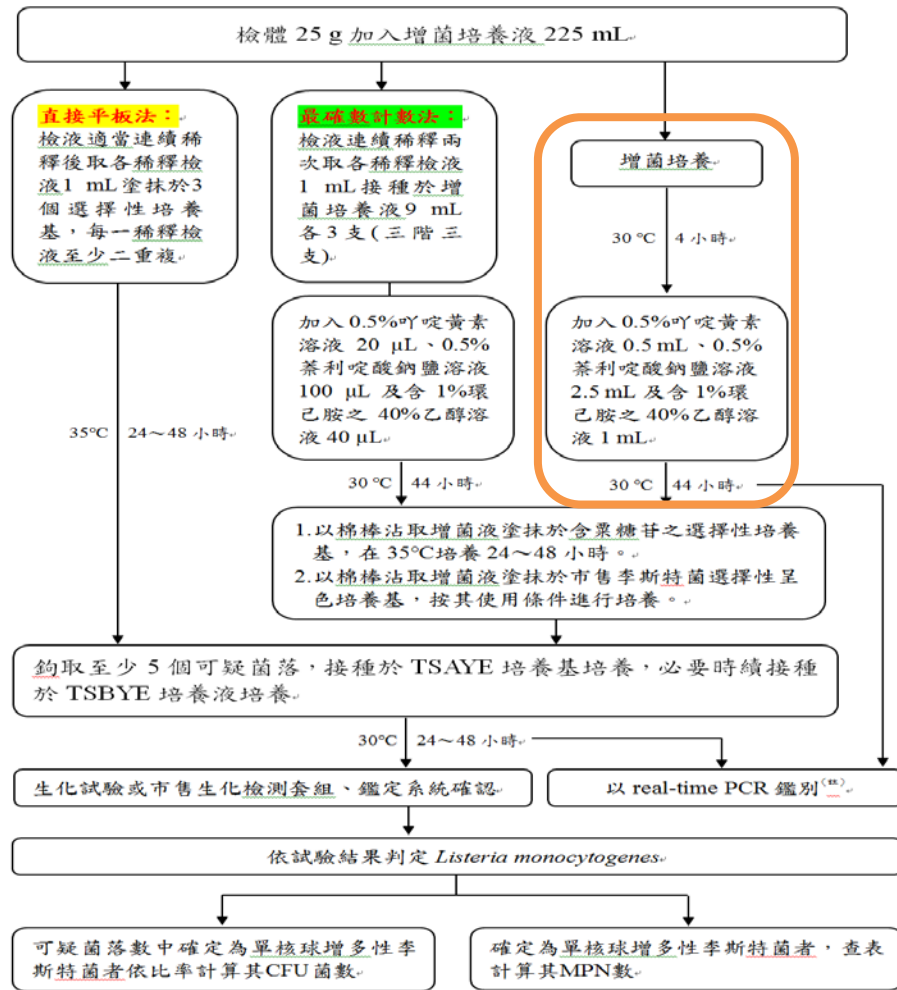 檢體 25 g 加入增菌培養液 225 mL
直接平板法：
檢液適當連續稀
釋後取各稀釋檢
液1 mL塗抹於3
個選擇性培養
基，每一稀釋檢
液至少二重複
最確數計數法：
檢液連續稀釋兩
次取各稀釋檢液
1 mL接種於增
菌培養液9 mL
各3支(三階三
支)
增菌培養
30 ℃ 4 小時
加入 0.5%吖啶黃素
溶液 20 μL、0.5%
萘利啶酸鈉鹽溶液
100 μL 及含 1%環
己胺之 40%乙醇溶
液 40 μL
加入 0.5%吖啶黃素
溶液 0.5 mL、0.5%
萘利啶酸鈉鹽溶液
2.5 mL 及含 1%環
己胺之 40%乙醇溶
液 1 mL
35℃ 24～48 小時
30 ℃ 44 小時
30 ℃ 44 小時
1. 以棉棒沾取增菌液塗抹於含粟糖苷之選擇性培養
基，在 35℃培養 24～48 小時。
2. 以棉棒沾取增菌液塗抹於市售李斯特菌選擇性呈
色培養基，按其使用條件進行培養。
鉤取至少 5 個可疑菌落，接種於 TSAYE 培養基培養，必要時續接種
於 TSBYE 培養液培養
30℃ 24～48 小時
生化試驗或市售生化檢測套組、鑑定系統確認
以 real-time PCR 鑑別(註)
依試驗結果判定 Listeria monocytogenes
可疑菌落數中確定為單核球增多性李
斯特菌者依比率計算其CFU菌數
確定為單核球增多性李斯特菌者，查表
計算其MPN數